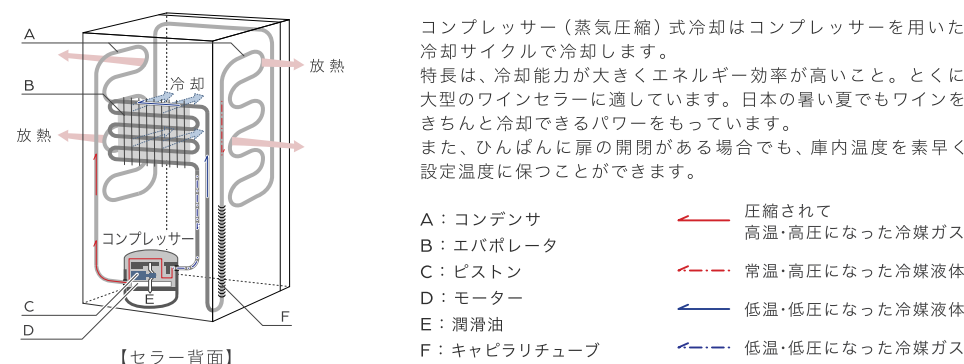 A
放熱
冷却
B
放熱
コンプレッサー
E
C
D
F
【セラー背面】
コンプレッサー（蒸気圧縮）式冷却はコンプレッサーを用いた
冷却サイクルで冷却します。
特長は、冷却能力が大きくエネルギー効率が高いこと。とくに
大型のワインセラーに適しています。日本の暑い夏でもワインを
きちんと冷却できるパワーをもっています。
また、ひんぱんに扉の開閉がある場合でも、庫内温度を素早く
設定温度に保つことができます。
A：コンデンサ
B：エバポレータ
C：ピストン
D：モーター
E：潤滑油
F：キャピラリチューブ
圧縮されて
高温・高圧になった冷媒ガス
常温・高圧になった冷媒液体
低温・低圧になった冷媒液体
低温・低圧になった冷媒ガス